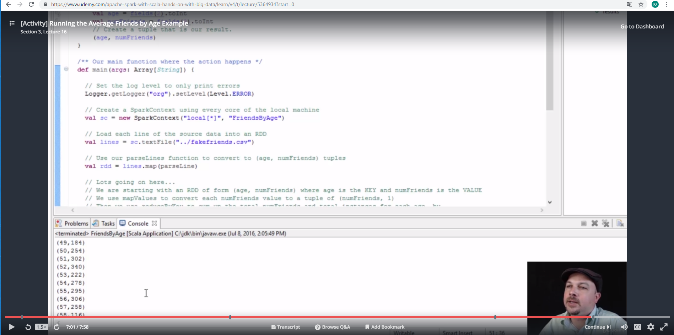 [Activity] Running the Average Friends by Age Example
Section 3, Lecture 18
Go to Dashboard
// Create a tuple that is our result.
(age, numFriends)
}
/** Our main function where the action happens */
def main(args: Array[String]) {
// Set the log level to only print errors
Logger.getLogger("org").setLevel(Level.ERROR)
// Create a SparkContext using every core of the local machine
val sc = new SparkContext("local[*]", "FriendsByAge")
// Load each line of the source data into an RDD
val lines = sc.textFile("../fakefriends.csv")
// Use our parseLines function to convert to (age, numFriends) tuples
val rdd = lines.map(parseLine)
// Lots going on here...
// We are starting with an RDD of form (age, numFriends) where age is the KEY and numFriends is the VALUE
// We use mapValues to convert each numFriends value to a tuple of (numFriends, 1)
Problems Tasks Console
<terminated> FriendsByAge [Scala Application] C:\jdk\bin\javaw.exe (Jul 8, 2016, 2:05:49 PM)
(49,184)
(50,254)
(51,302)
(52,340)
(53,222)
(54,278)
(55,295)
(56,306)
(57,258)
(58,116)
7:01 / 7:58
Transcript
Browse Q&A
Add Bookmark
Continue